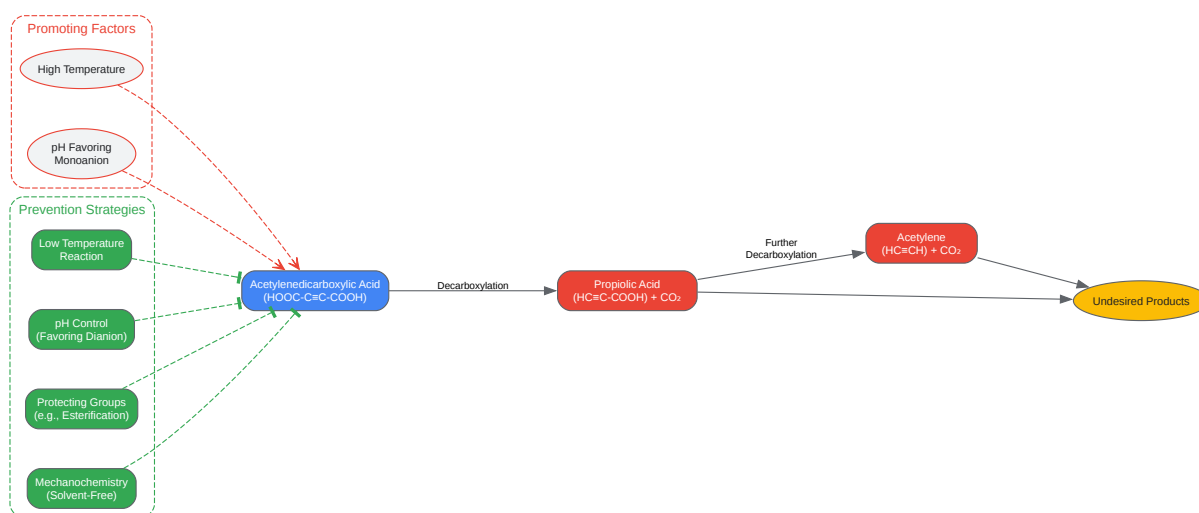 Promoting Factors
High Temperature
pH Favoring
Monoanion
Prevention Strategies
Low Temperature
Reaction
pH Control
(Favoring Dianion)
Protecting Groups
(e.g., Esterification)
Mechanochemistry
(Solvent-Free)
Acetylenedicarboxylic Acid
(HOOC-C≡C-COOH)
Decarboxylation
Propiolic Acid
(HC≡C-COOH) + CO₂
Further
Decarboxylation
Acetylene
(HC≡CH) + CO₂
Undesired Products